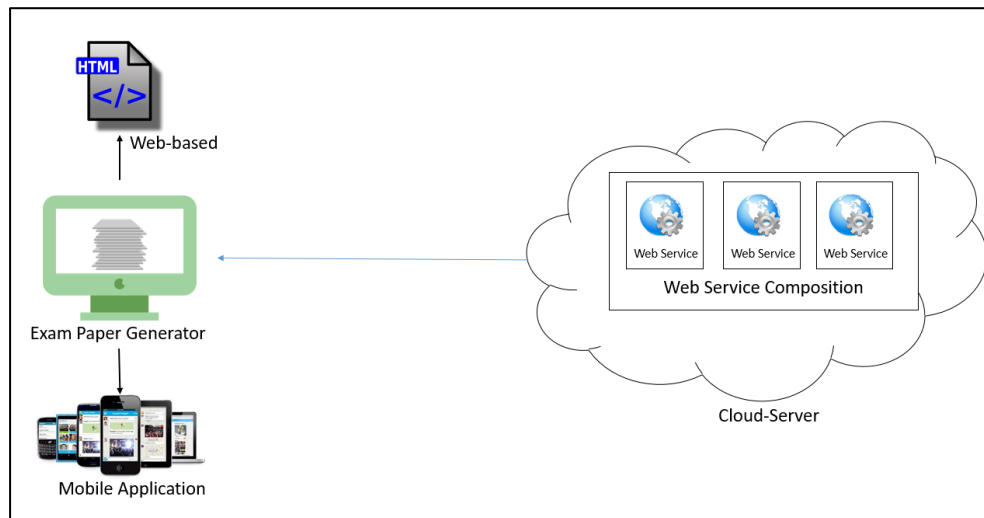 HTML
</>
Web-based
Exam Paper Generator
Mobile Application
Web Service
Web Service
Web Service
Web Service Composition
Cloud-Server